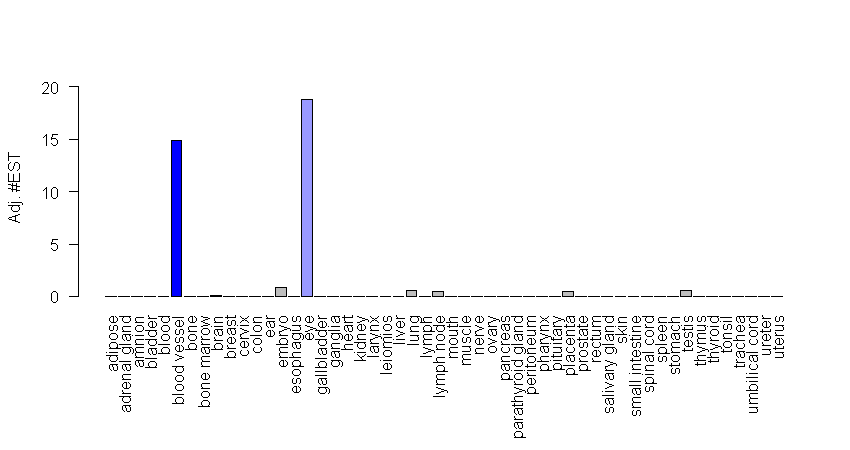 20
15
10
5
0
Adj. #EST
adipose
adrenal gland
amnion
bladder
blood
blood vessel
bone
bone marrow
brain
breast
cervix
colon
ear
embryo
esophagus
eye
gallbladder
ganglia
heart
kidney
larynx
leiomios
liver
lung
lymph
lymph node
mouth
muscle
nerve
ovary
pancreas
parathyroid gland
peritoneum
pharynx
pituitary
placenta
prostate
rectum
salivary gland
skin
small intestine
spinal cord
spleen
stomach
testis
thymus
thyroid
tonsil
trachea
umbilical cord
ureter
uterus